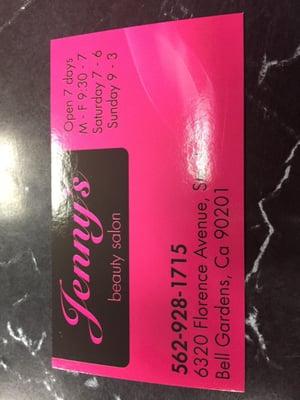 Jenny's
beauty salon
Open 7 days
M - F 9.30 - 7
Saturday 7 - 6
Sunday 9 - 3
562-928-1715
6320 Florence Avenue,
Bell Gardens, Ca 90201